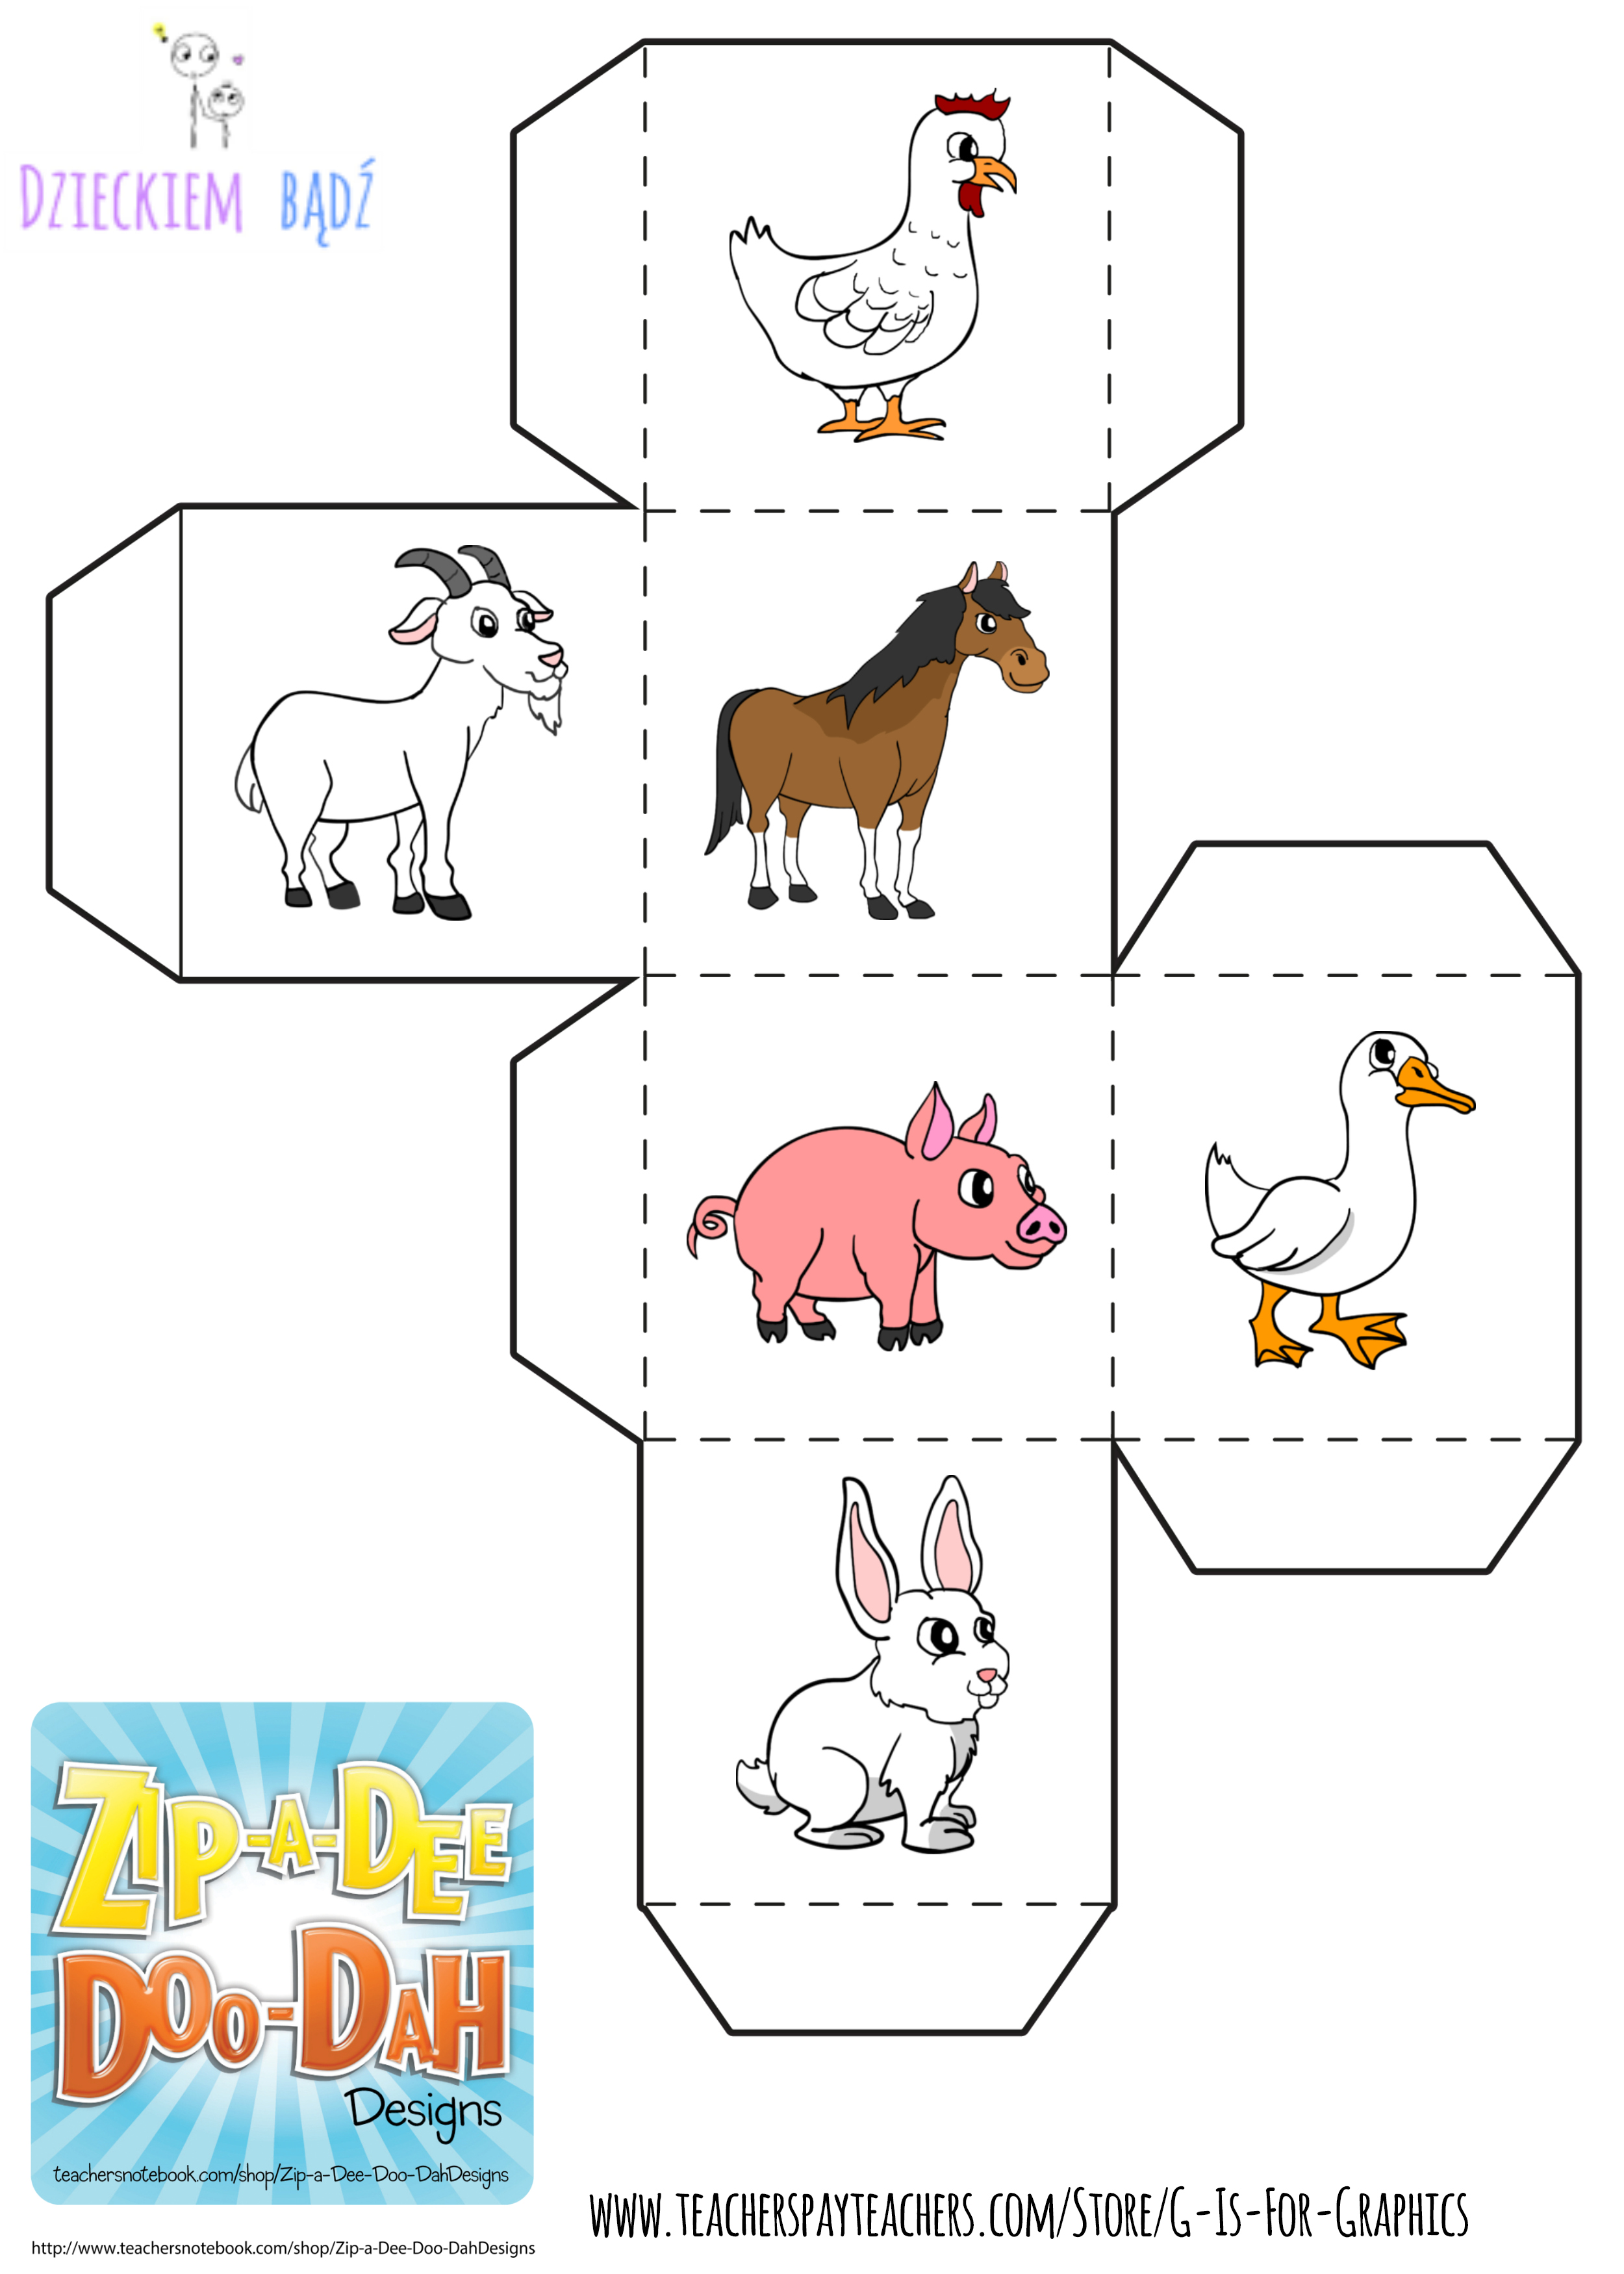 Dzieckiem bądź
Zip-A-Dee
Doo-Dah
Designs
teachersnotebook.com/shop/Zip-a-Dee-Doo-DahDesigns
http://www.teachersnotebook.com/shop/Zip-a-Dee-Doo-DahDesigns
www.teacherspayteachers.com/Store/G-Is-For-Graphics